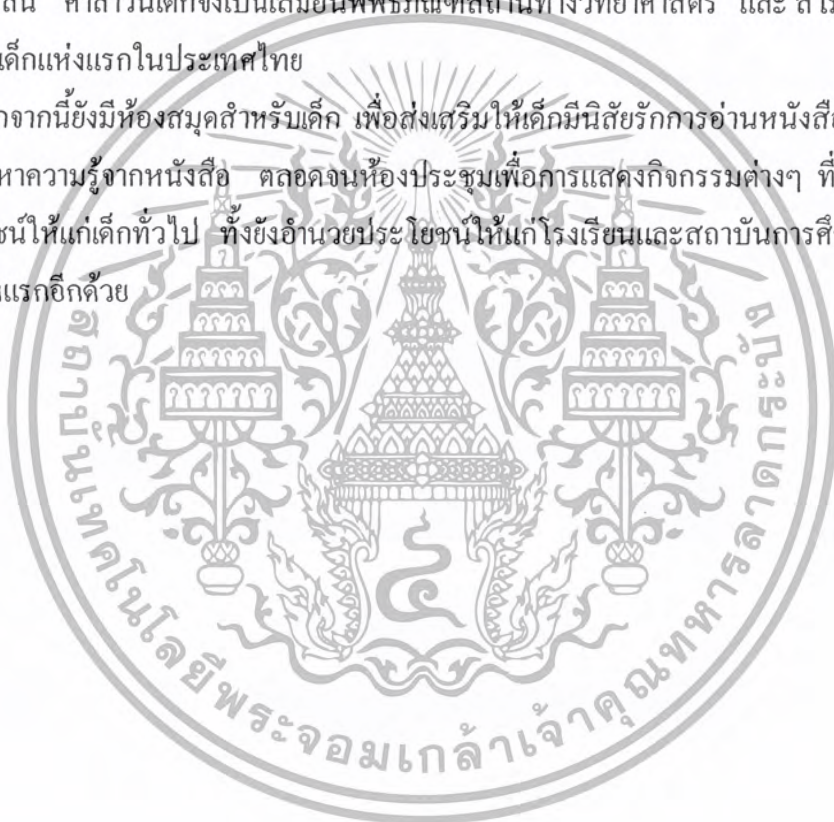 ศาลาวันเด็กจึงเป็นเสมือนพิพิธภัณฑ์สถานทางวิทยาศาสตร์ และ
เด็กแห่งแรกในประเทศไทย
กจากนี้ยังมีห้องสมุดสำหรับเด็ก เพื่อส่งเสริมให้เด็กมีนิสัยรักการอ่านหนังสือ
หาความรู้จากหนังสือ ตลอดจนห้องประชุมเพื่อการแสดงกิจกรรมต่างๆ ที่
ชน์ให้แก่เด็กทั่วไป ทั้งยังอำนวยประโยชน์ให้แก่โรงเรียนและสถาบันการศึ
แรกอีกด้วย
สถาบันเทคโนโลยีพระจอมเกล้าเจ้าคุณทหารลาดกระบัง
๔